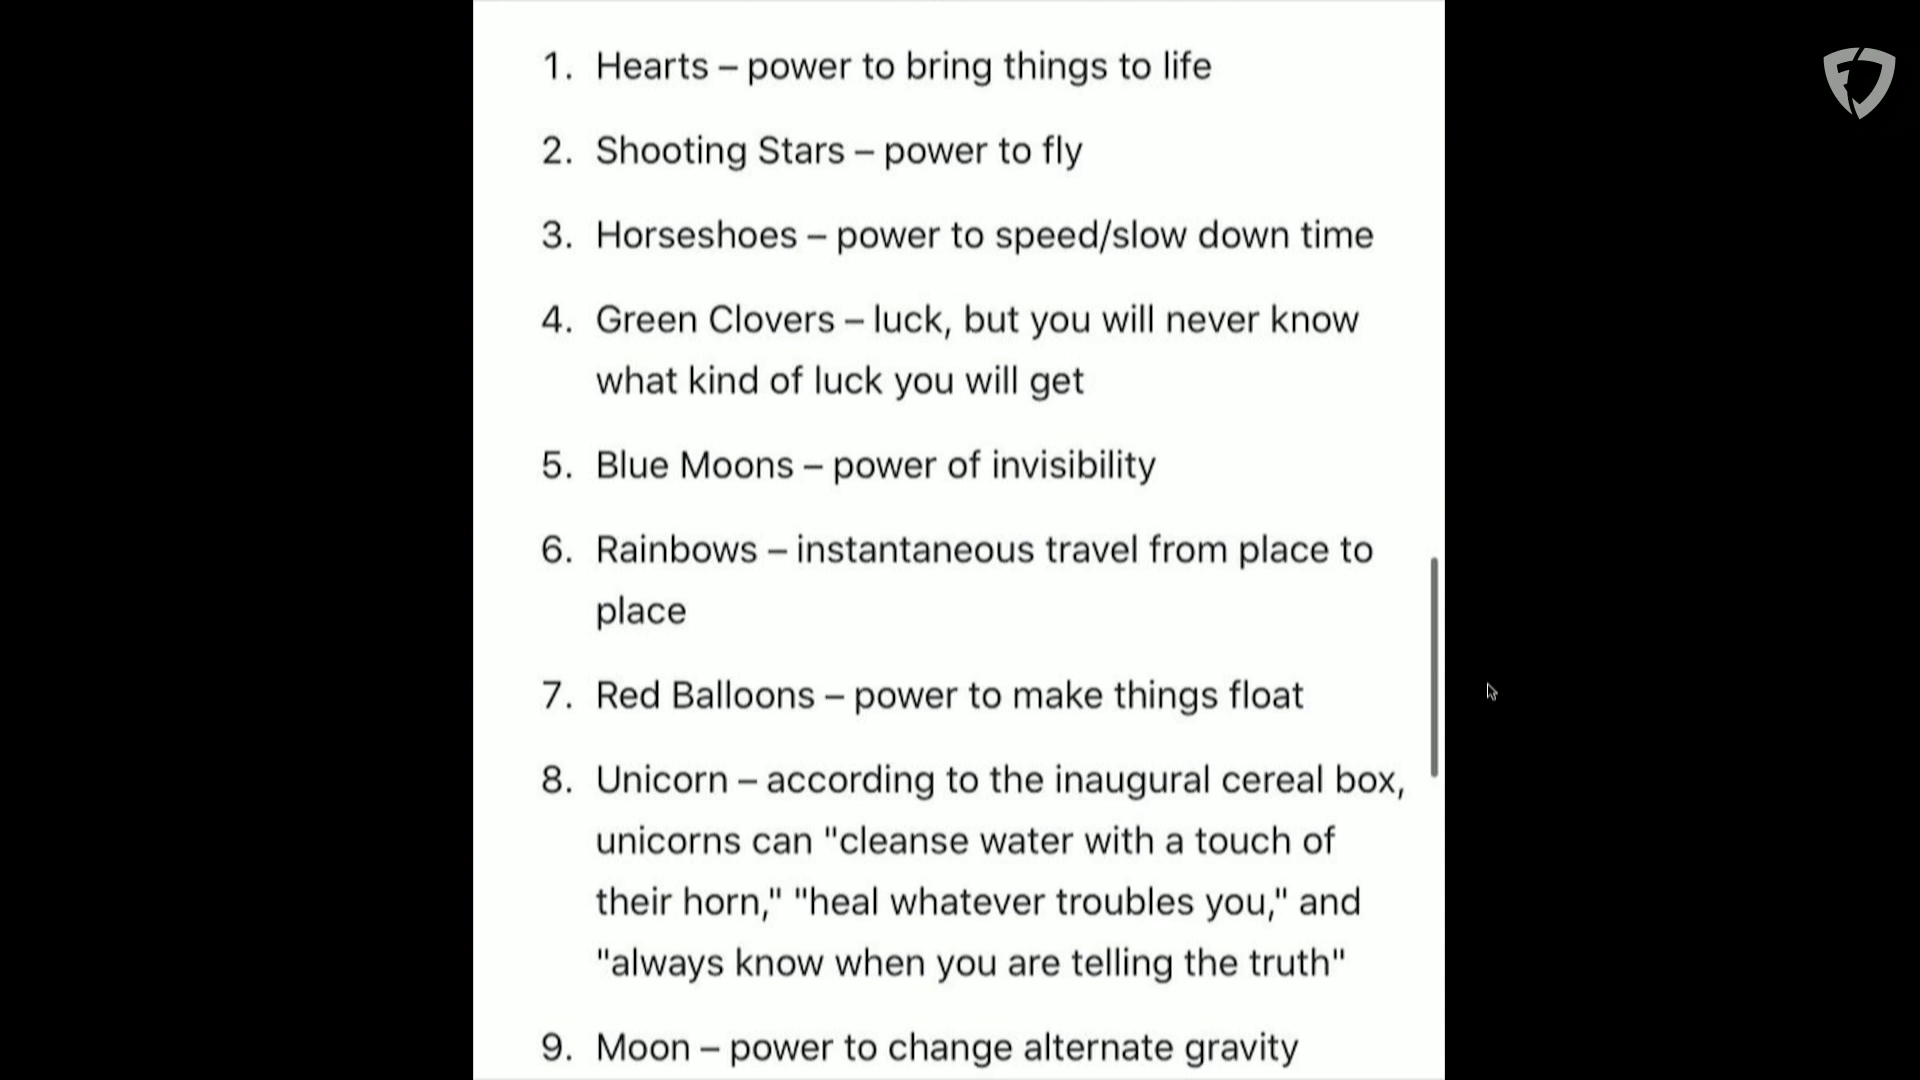 1. Hearts – power to bring things to life
2. Shooting Stars – power to fly
3. Horseshoes – power to speed/slow down time
4. Green Clovers – luck, but you will never know
what kind of luck you will get
5. Blue Moons – power of invisibility
6. Rainbows – instantaneous travel from place to
place
7. Red Balloons – power to make things float
8. Unicorn – according to the inaugural cereal box,
unicorns can "cleanse water with a touch of
their horn," "heal whatever troubles you," and
"always know when you are telling the truth"
9. Moon – power to change alternate gravity